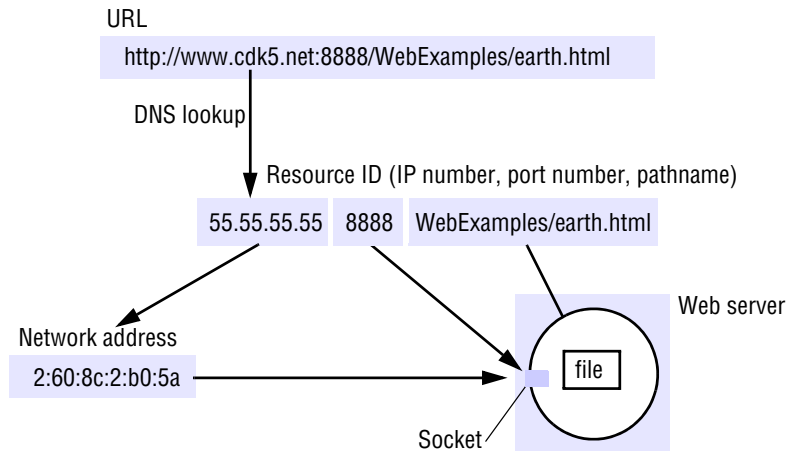 URL
http://www.cdk5.net:8888/WebExamples/earth.html
DNS lookup
Resource ID (IP number, port number, pathname)
55.55.55.55 8888 WebExamples/earth.html
Web server
Network address
2:60:8c:2:b0:5a
file
Socket